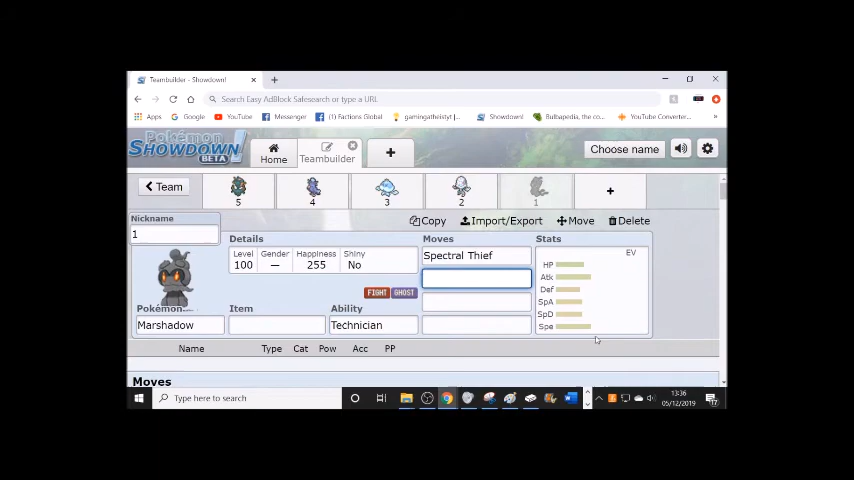 Teambuilder - Showdown!
Search Easy AdBlock Safesearch or type a URL
Apps Google YouTube Messenger (1) Factions Global gamingatheistyt |... Showdown! Bulbapedia, the co... YouTube Converter...
Pokémon
SHOWDOWN!
BETA
Home
Teambuilder
Choose name
Team
5 4 3 2 1
Copy Import/Export Move Delete
Nickname
1
Details
Level Gender Happiness Shiny
100 — 255 No
FIGHT GHOST
Pokémon
Marshadow
Item
Ability
Technician
Moves
Spectral Thief
Stats
EV
HP
Atk
Def
SpA
SpD
Spe
Name Type Cat Pow Acc PP
Moves
Type here to search
13:36
05/12/2019
17